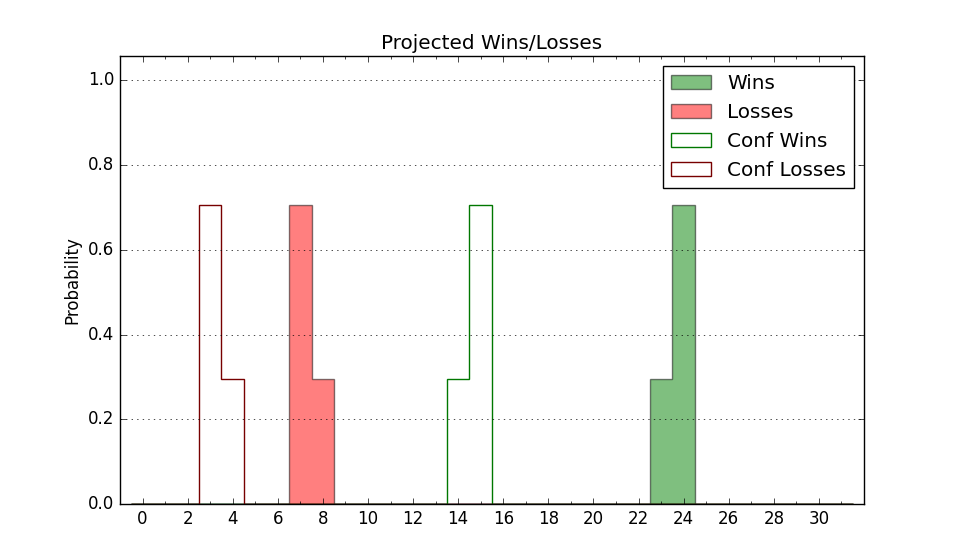 Projected Wins/Losses
Wins
Losses
Conf Wins
Conf Losses
Probability
1.0
0.8
0.6
0.4
0.2
0.0
0 2 4 6 8 10 12 14 16 18 20 22 24 26 28 30